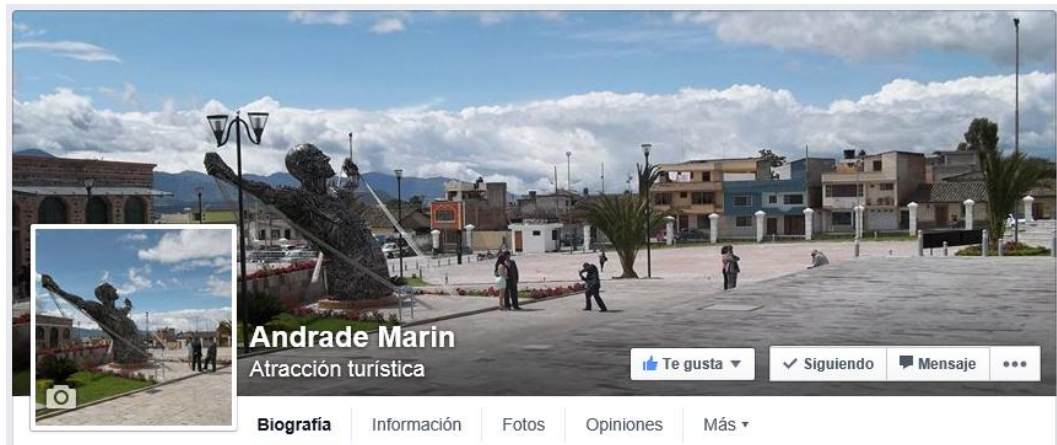 Andrade Marin
Atracción turística
Te gusta
Siguiendo
Mensaje
Biografía
Información
Fotos
Opiniones
Más